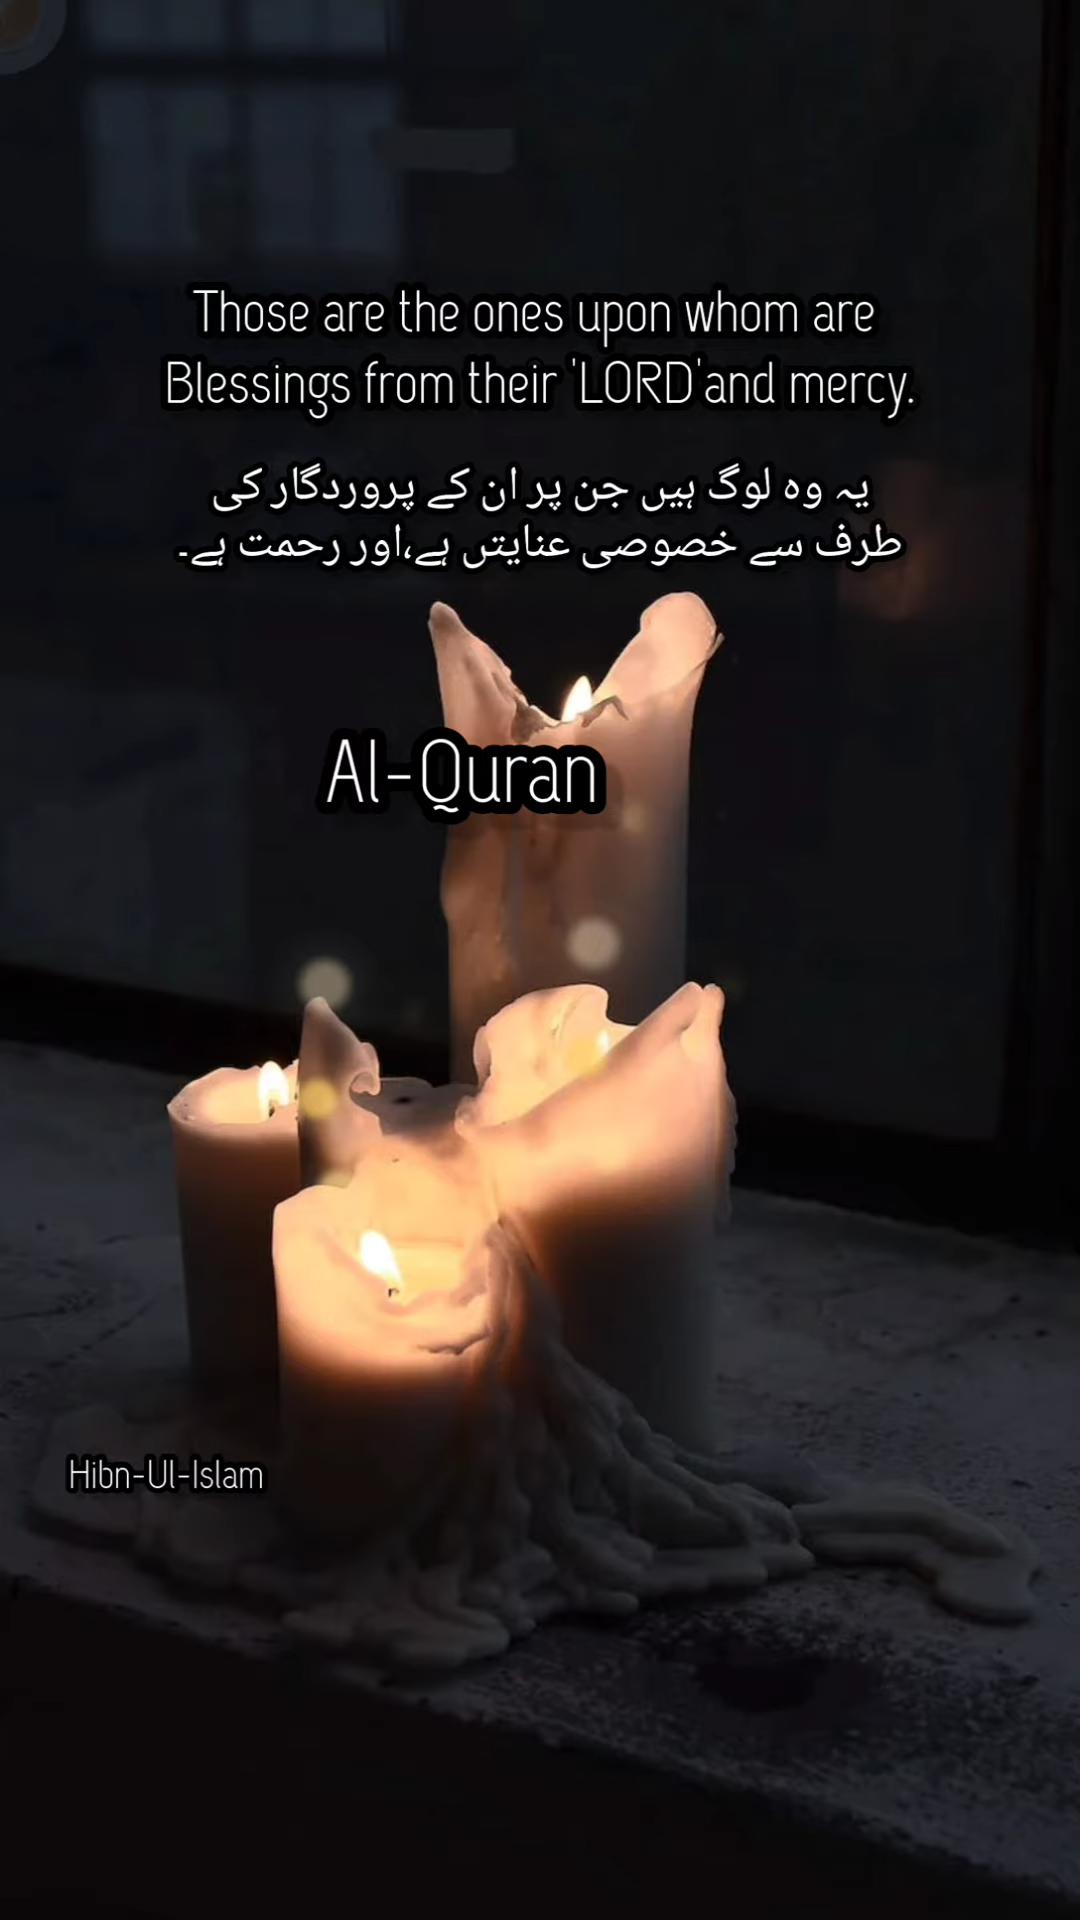 Those are the ones upon whom are
Blessings from their 'LORD'and mercy.
یہ وہ لوگ ہیں جن پر ان کے پروردگار کی
طرف سے خصوصی عنایتں ہے،اور رحمت ہے۔
Al-Quran
Hibn-Ul-Islam